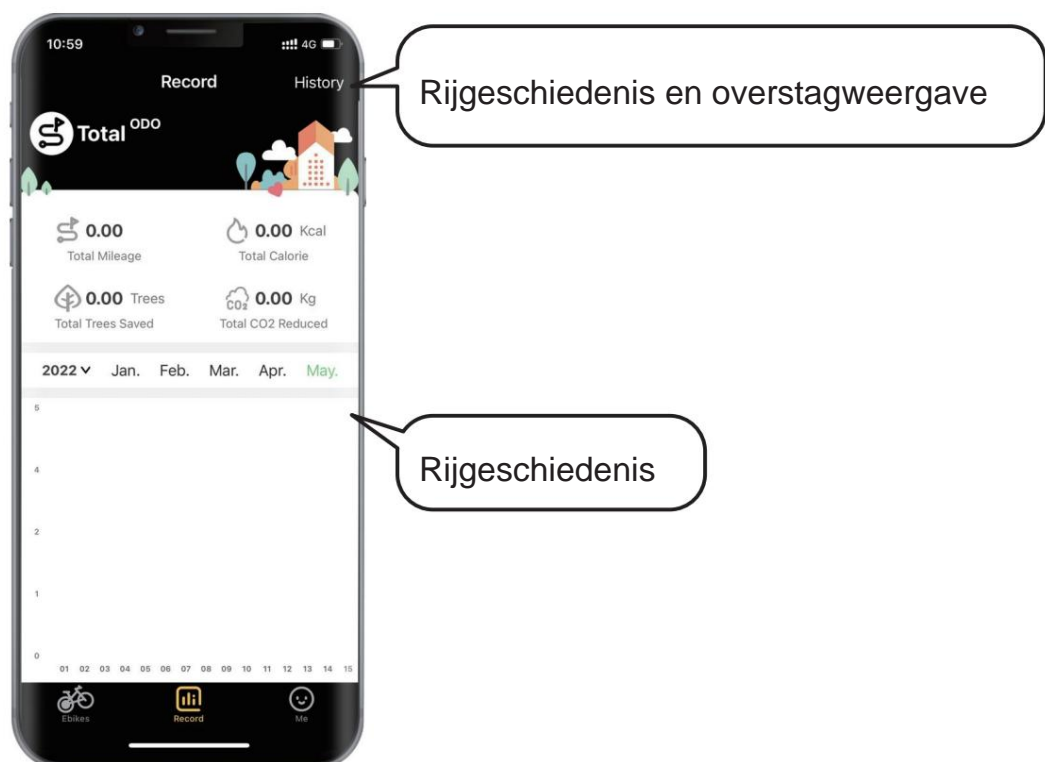 10:59
4G
Record
History
Total ODO
0.00
0.00 Kcal
Total Mileage
Total Calorie
0.00 Trees
CO2 0.00 Kg
Total Trees Saved
Total CO2 Reduced
2022 Jan. Feb. Mar. Apr. May.
5
4
2
1
0
01 02 03 04 05 06 07 08 09 10 11 12 13 14 15
Ebikes
Record
Me
Rijgeschiedenis en overstagweergave
Rijgeschiedenis